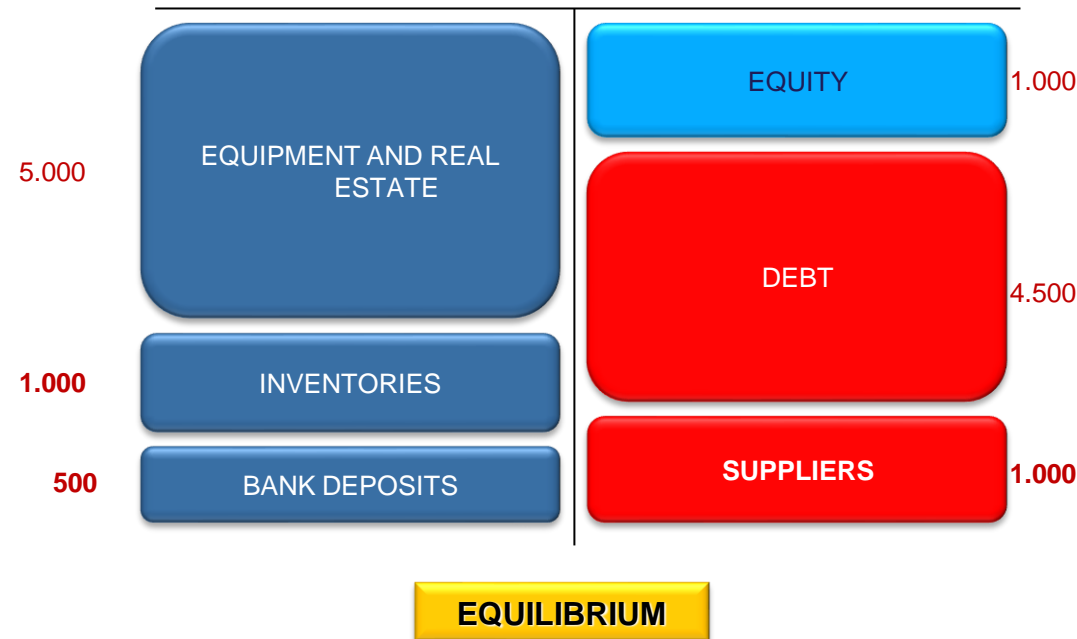 5.000
EQUIPMENT AND REAL
ESTATE
1.000
INVENTORIES
500
BANK DEPOSITS
EQUITY
1.000
DEBT
4.500
SUPPLIERS
1.000
EQUILIBRIUM